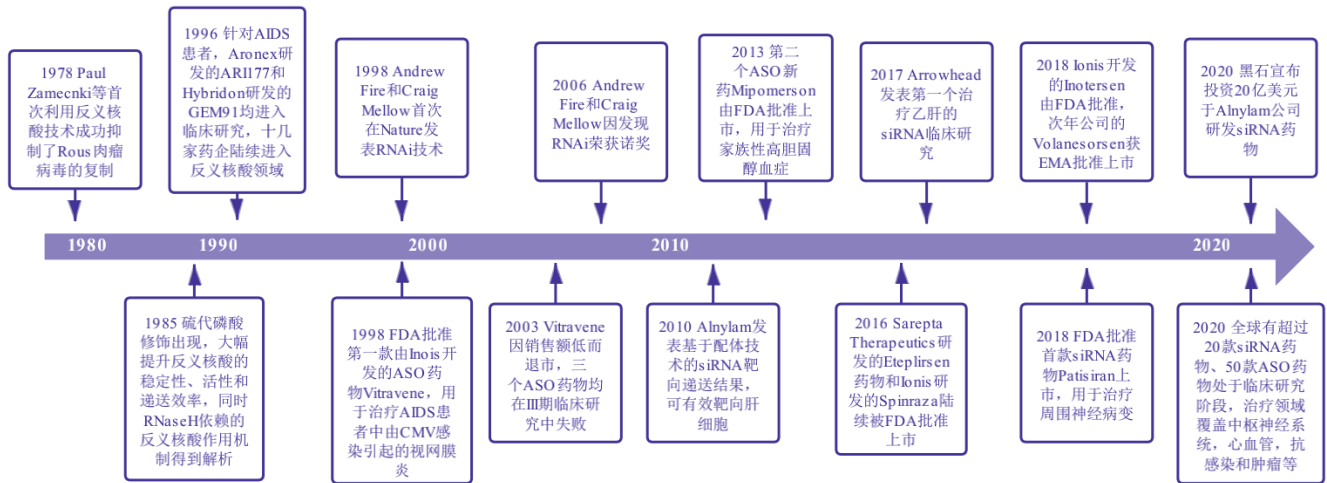 1978 Paul
Zamecnki等首
次利用反义核
酸技术成功抑
制了Rous肉瘤
病毒的复制
1996 针对AIDS
患者,Aronex研
发的AR1177和
Hybridon研发的
GEM91均进入
临床研究，十几
家药企陆续进入
反义核酸领域
1998 Andrew
Fire和Craig
Mellow首次
在Nature发
表RNAi技术
2006 Andrew
Fire和Craig
Mellow因发现
RNAi荣获诺奖
2013 第二
个ASO新
药Mipomerson
由FDA批准上
市，用于治疗
家族性高胆固
醇血症
2017 Arrowhead
发表第一个治
疗乙肝的
siRNA临床研
究
2018 Ionis开发
的Inotersen
由FDA批准，
次年公司的
Volanesorsen获
EMA批准上市
2020 黑石宣布
投资20亿美元
于Alnylam公司
研发siRNA药
物
1980
1990
2000
2010
2020
1985 硫代磷酸
修饰出现，大幅
提升反义核酸的
稳定性、活性和
递送效率，同时
RNaseH依赖的
反义核酸作用机
制得到解析
1998 FDA批准
第一款由Inois开
发的ASO药
物Vitravene，用
于治疗AIDS患
者中由CMV感
染引起的视网膜
炎
2003 Vitravene
因销售额低而
退市，三
个ASO药物均
在III期临床研
究中失败
2010 Alnylam发
表基于配体技
术的siRNA靶
向递送结果，
可有效靶向肝
细胞
2016 Sarepta
Therapeutics研
发的Eteplirsen
药物和Ionis研
发的Spinraza陆
续被FDA批准
上市
2018 FDA批准
首款siRNA药
物Patisiran上
市，用于治疗
周围神经病变
2020 全球有超过
20款siRNA药
物、50款ASO药
物处于临床研究
阶段，治疗领域
覆盖中枢神经系
统，心血管，抗
感染和肿瘤等